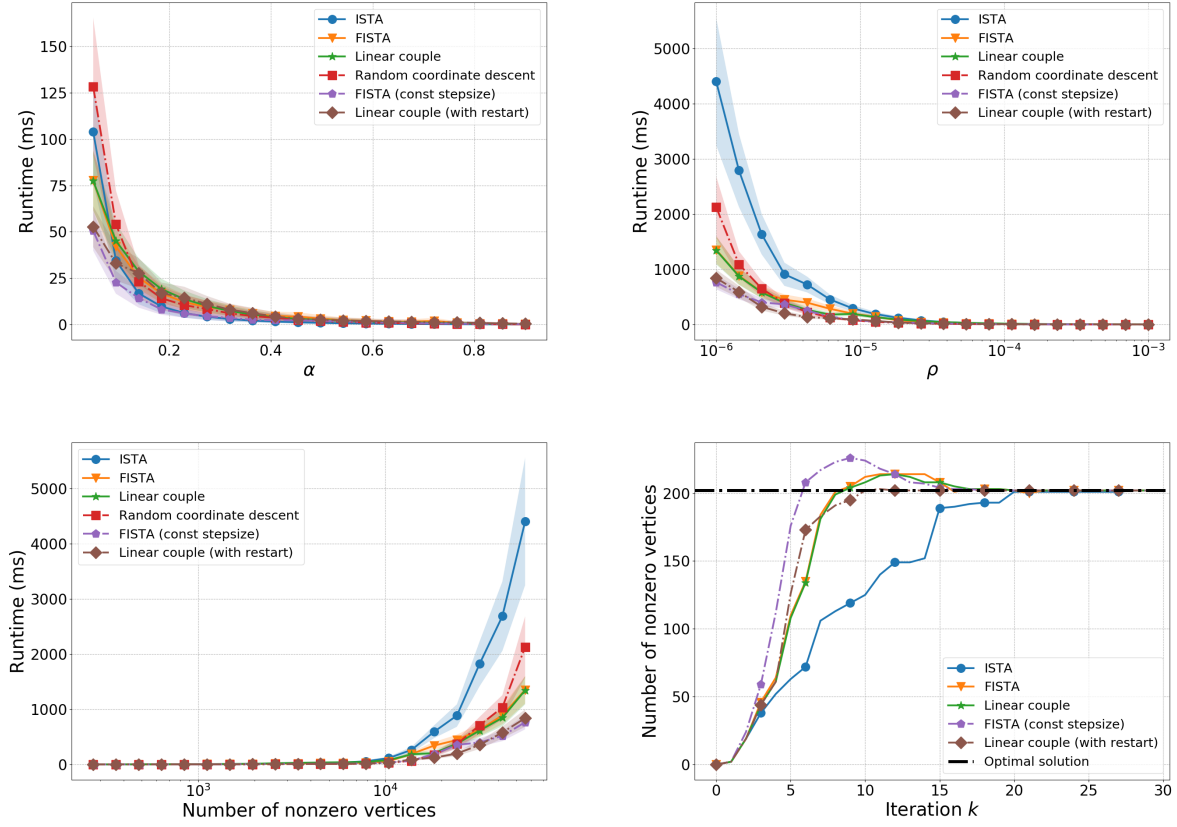 150
125
100
75
50
25
0
Runtime (ms)
0.2
0.4
0.6
0.8
α
ISTA
FISTA
Linear couple
Random coordinate descent
FISTA (const stepsize)
Linear couple (with restart)
5000
4000
3000
2000
1000
0
Runtime (ms)
10⁻⁶
10⁻⁵
10⁻⁴
10⁻³
ρ
ISTA
FISTA
Linear couple
Random coordinate descent
FISTA (const stepsize)
Linear couple (with restart)
5000
4000
3000
2000
1000
0
Runtime (ms)
10³
10⁴
Number of nonzero vertices
ISTA
FISTA
Linear couple
Random coordinate descent
FISTA (const stepsize)
Linear couple (with restart)
200
150
100
50
0
Number of nonzero vertices
0
5
10
15
20
25
30
Iteration k
ISTA
FISTA
Linear couple
FISTA (const stepsize)
Linear couple (with restart)
Optimal solution